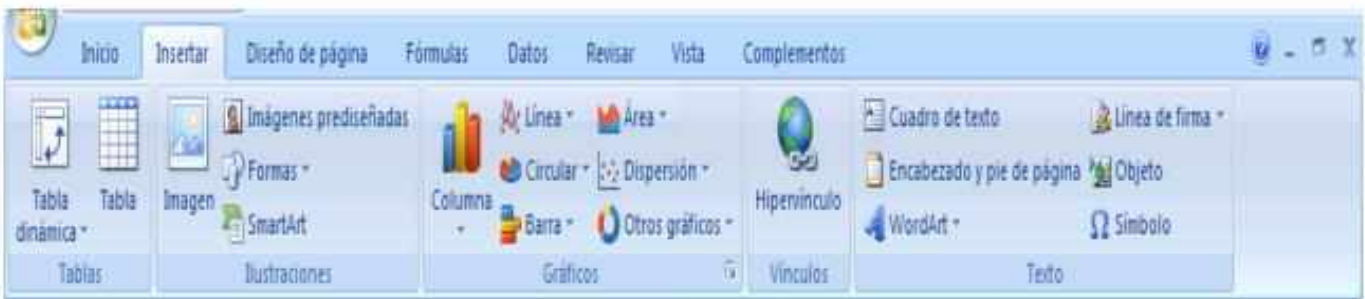 Inicio Insertar Diseño de página Fórmulas Datos Revisar Vista Complementos
Tabla dinámica
Tabla
Imagen
Imágenes prediseñadas
Formas
SmartArt
Columna
Línea
Circular
Barra
Área
Dispersión
Otros gráficos
Hipervínculo
Cuadro de texto
Encabezado y pie de página
WordArt
Línea de firma
Objeto
Símbolo
Tablas Ilustraciones Gráficos Vínculos Texto